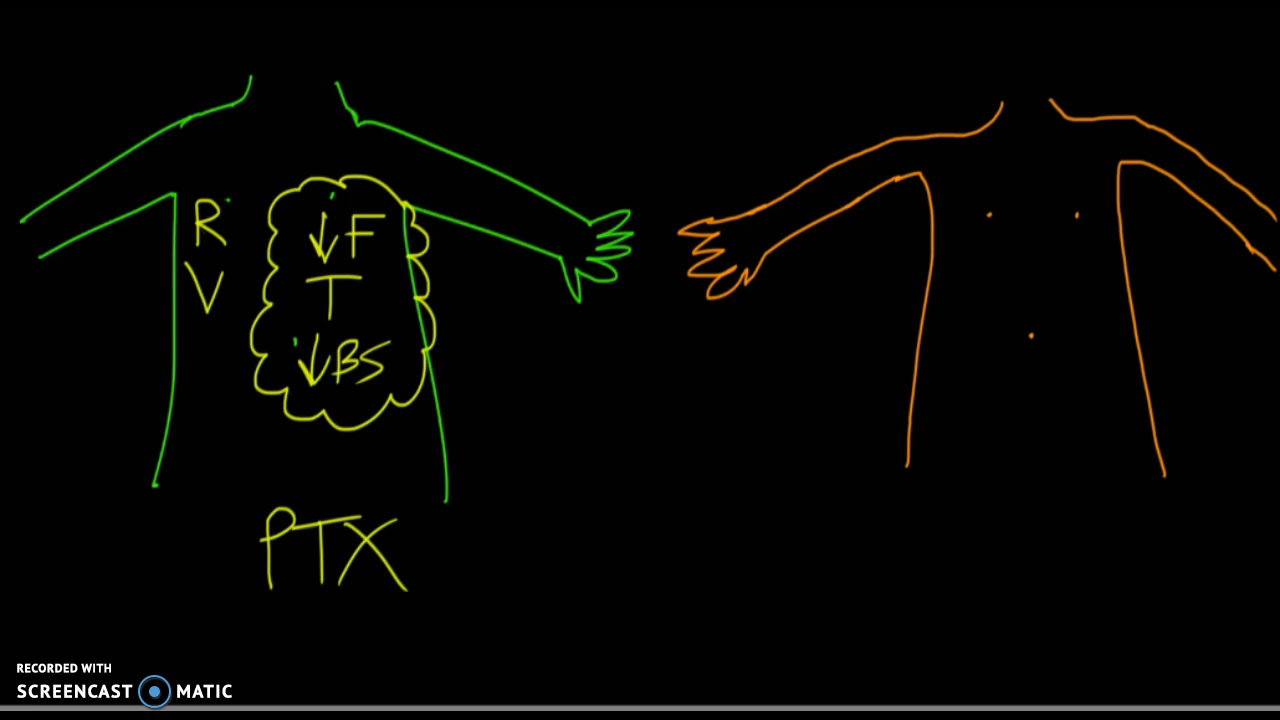 R
V
↓F
T
↓BS
PTX
RECORDED WITH
SCREENCAST MATIC